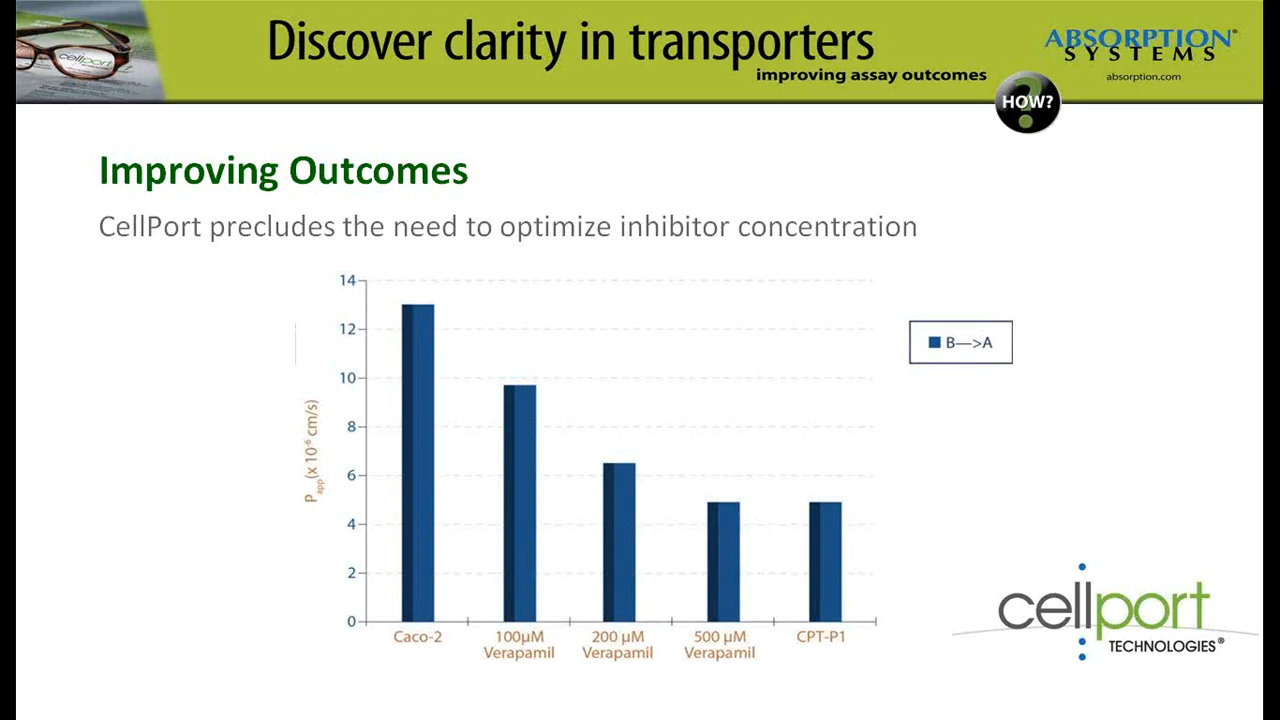 cellport
Discover clarity in transporters
improving assay outcomes
HOW?
ABSORPTION®
SYSTEMS
absorption.com
Improving Outcomes
CellPort precludes the need to optimize inhibitor concentration
Papp (x 10-6 cm/s)
14
12
10
8
6
4
2
0
Caco-2
100µM Verapamil
200 µM Verapamil
500 µM Verapamil
CPT-P1
B—>A
cellport
TECHNOLOGIES®